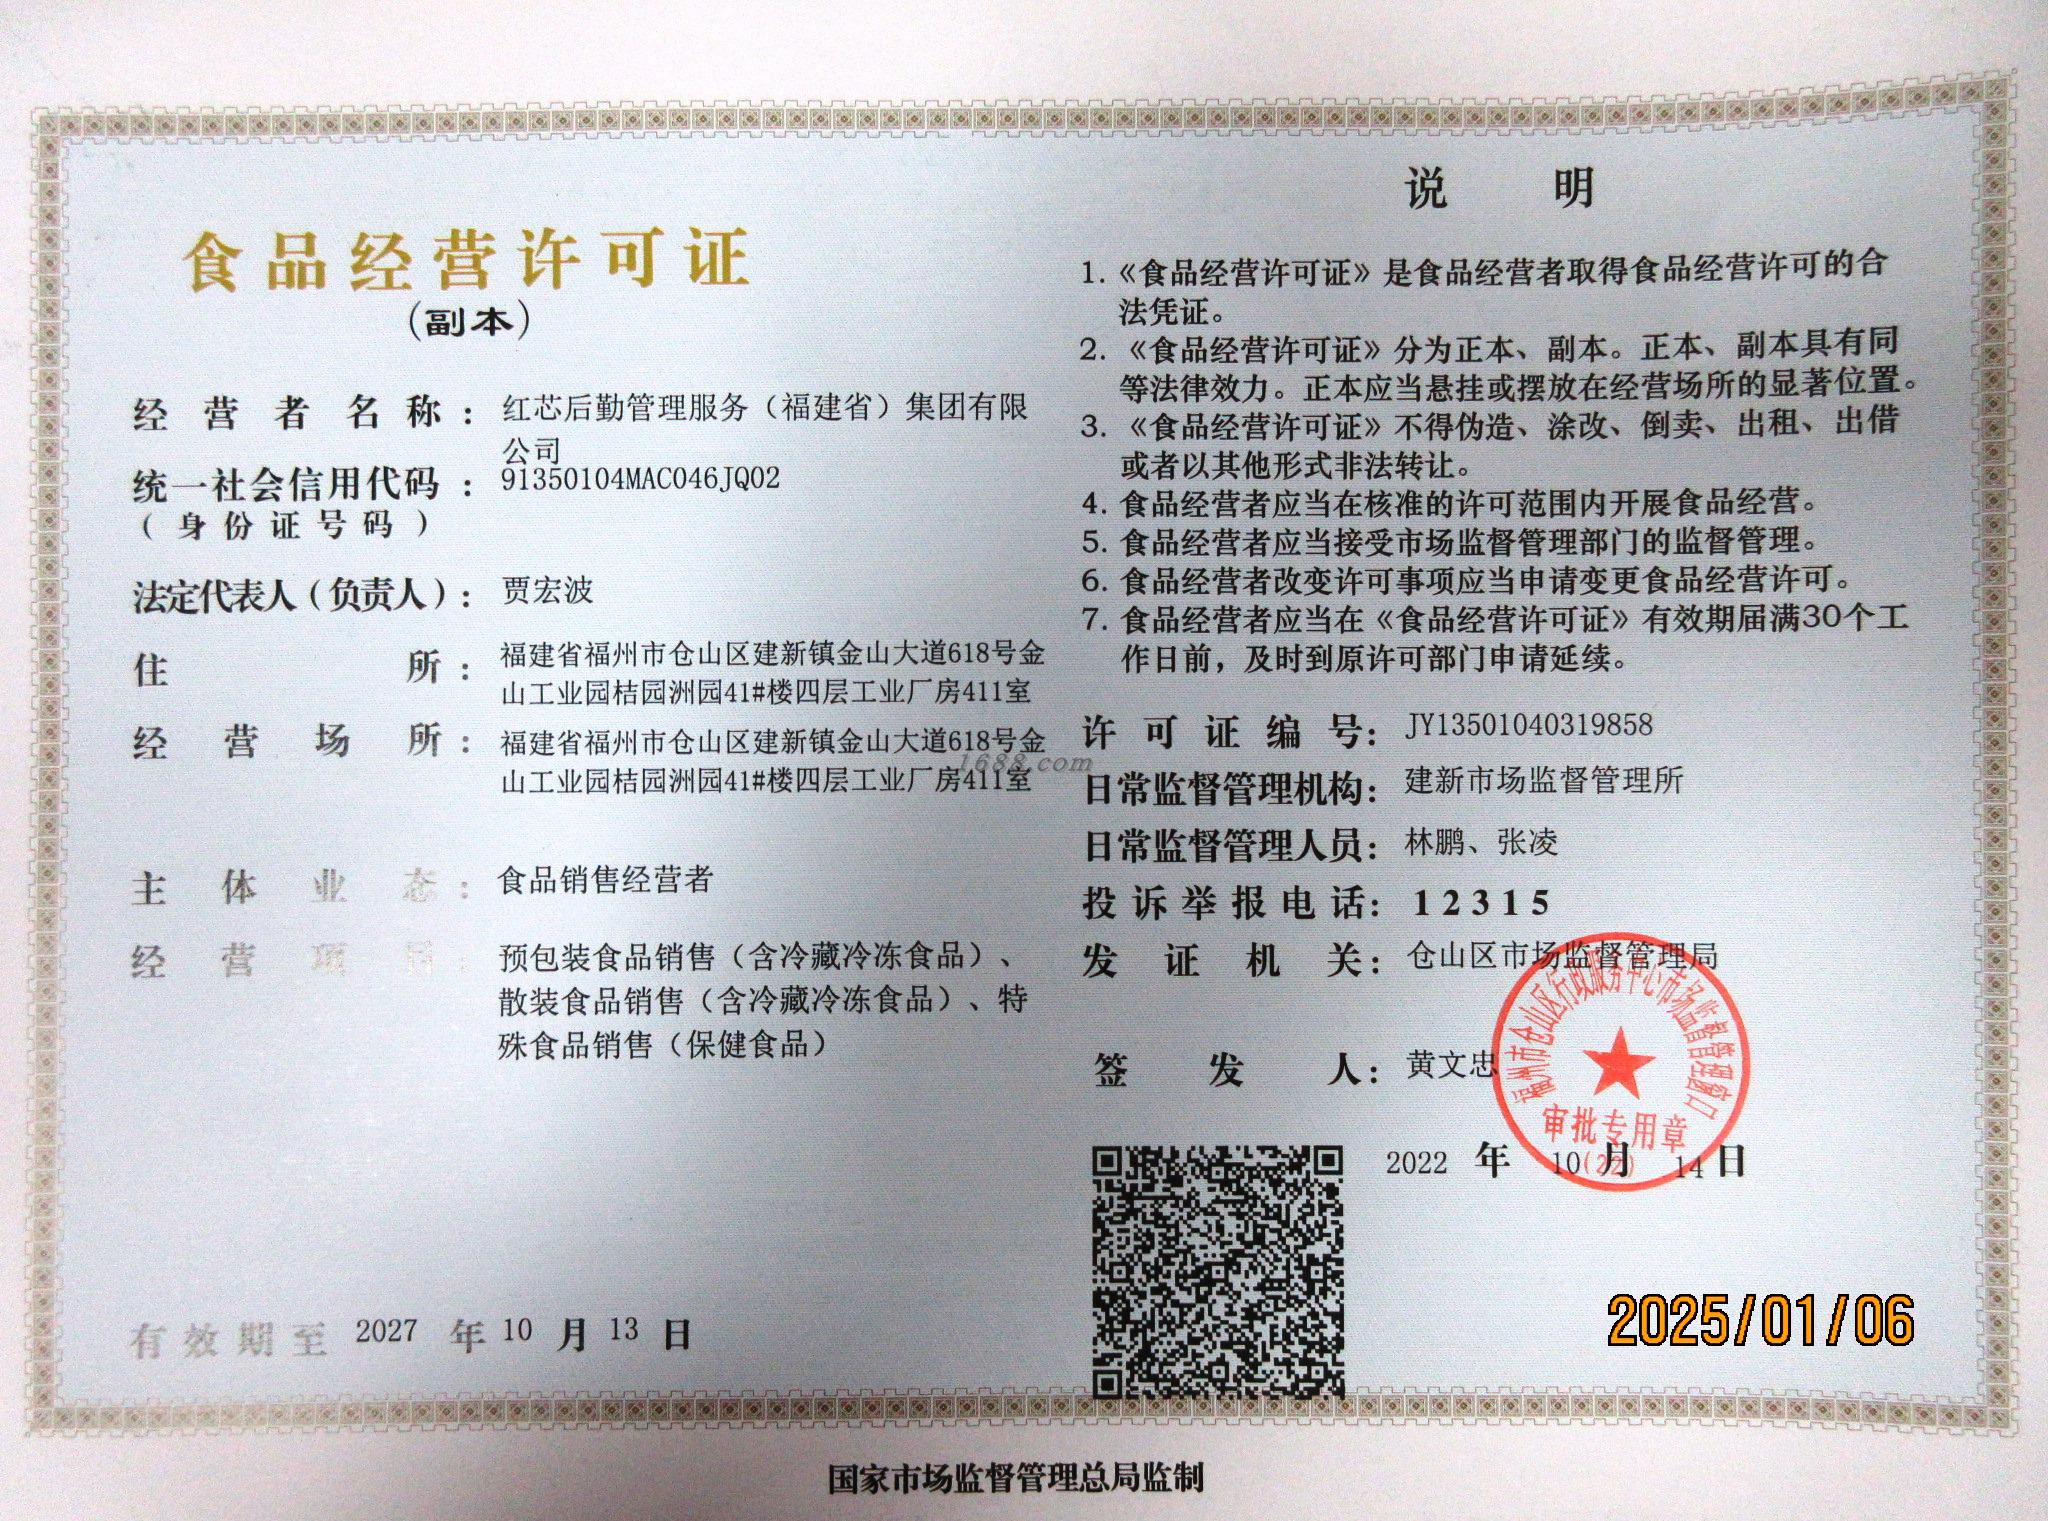 食品经营许可证
(副本)
经营者名称：红芯后勤管理服务（福建省）集团有限
公司
统一社会信用代码：91350104MAC046JQ02
（身份证号码）
法定代表人（负责人）：贾宏波
住所：福建省福州市仓山区建新镇金山大道618号金
山工业园桔园洲园41#楼四层工业厂房411室
经营场所：福建省福州市仓山区建新镇金山大道618号金
山工业园桔园洲园41#楼四层工业厂房411室
1688.com
主体业态：食品销售经营者
经营项目：预包装食品销售（含冷藏冷冻食品）、
散装食品销售（含冷藏冷冻食品）、特
殊食品销售（保健食品）
有效期至 2027 年 10 月 13 日
说 明
1.《食品经营许可证》是食品经营者取得食品经营许可的合
法凭证。
2.《食品经营许可证》分为正本、副本。正本、副本具有同
等法律效力。正本应当悬挂或摆放在经营场所的显著位置。
3.《食品经营许可证》不得伪造、涂改、倒卖、出租、出借
或者以其他形式非法转让。
4. 食品经营者应当在核准的许可范围内开展食品经营。
5. 食品经营者应当接受市场监督管理部门的监督管理。
6. 食品经营者改变许可事项应当申请变更食品经营许可。
7. 食品经营者应当在《食品经营许可证》有效期届满30个工
作日前，及时到原许可部门申请延续。
许可证编号：JY13501040319858
日常监督管理机构：建新市场监督管理所
日常监督管理人员：林鹏、张凌
投诉举报电话：12315
发证机关：仓山区市场监督管理局
签发人：黄文忠
福州市仓山区行政服务中心市场监督管理窗口
审批专用章
(22)
2022 年 10 月 14 日
2025/01/06
国家市场监督管理总局监制